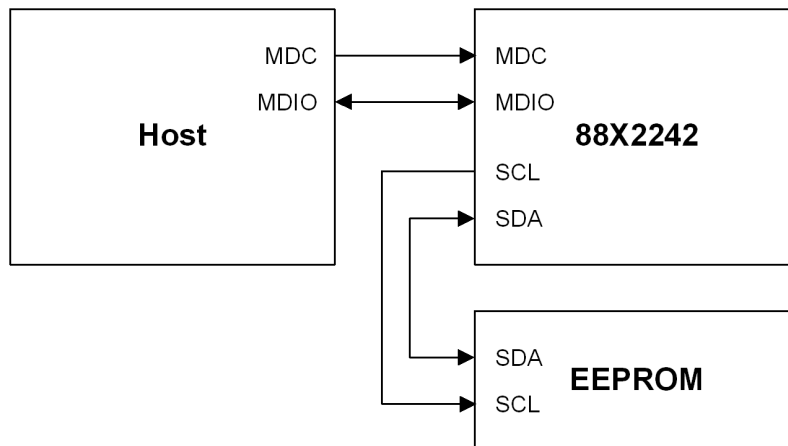 MDC
MDC
MDIO
MDIO
Host
88X2242
SCL
SDA
SDA
EEPROM
SCL